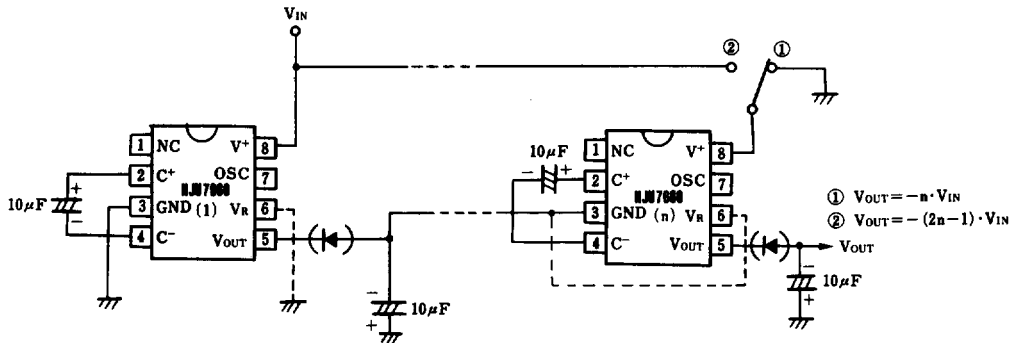 VIN
② ①
1 NC V+ 8
2 C+ OSC 7
NJU7660
3 GND (1) VR 6
4 C- VOUT 5
10μF
+
-
-
+
10μF
10μF
-
+
1 NC V+ 8
2 C+ OSC 7
NJU7660
3 GND (n) VR 6
4 C- VOUT 5
① VOUT=-n·VIN
② VOUT=-(2n-1)·VIN
VOUT
-
+
10μF